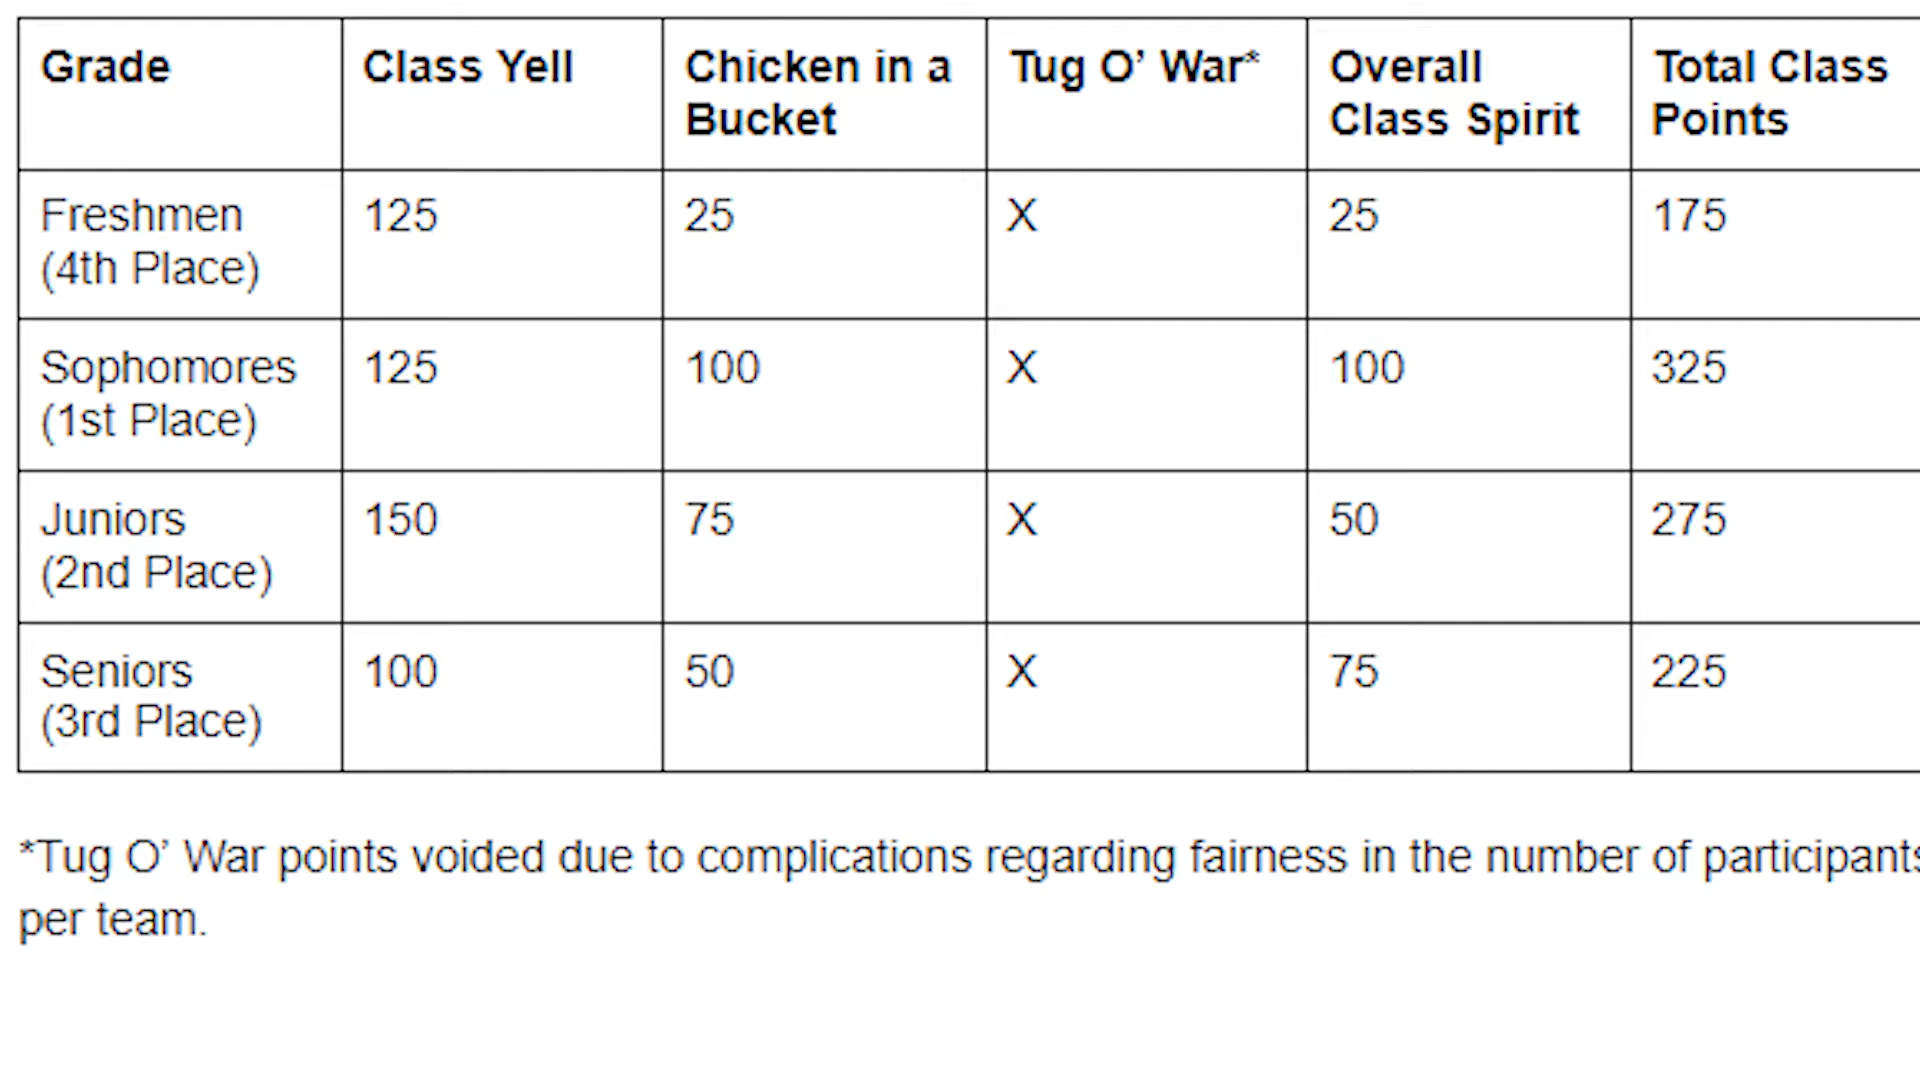 Grade Class Yell Chicken in a Bucket Tug O’ War* Overall Class Spirit Total Class Points
Freshmen (4th Place) 125 25 X 25 175
Sophomores (1st Place) 125 100 X 100 325
Juniors (2nd Place) 150 75 X 50 275
Seniors (3rd Place) 100 50 X 75 225
*Tug O’ War points voided due to complications regarding fairness in the number of participants
per team.